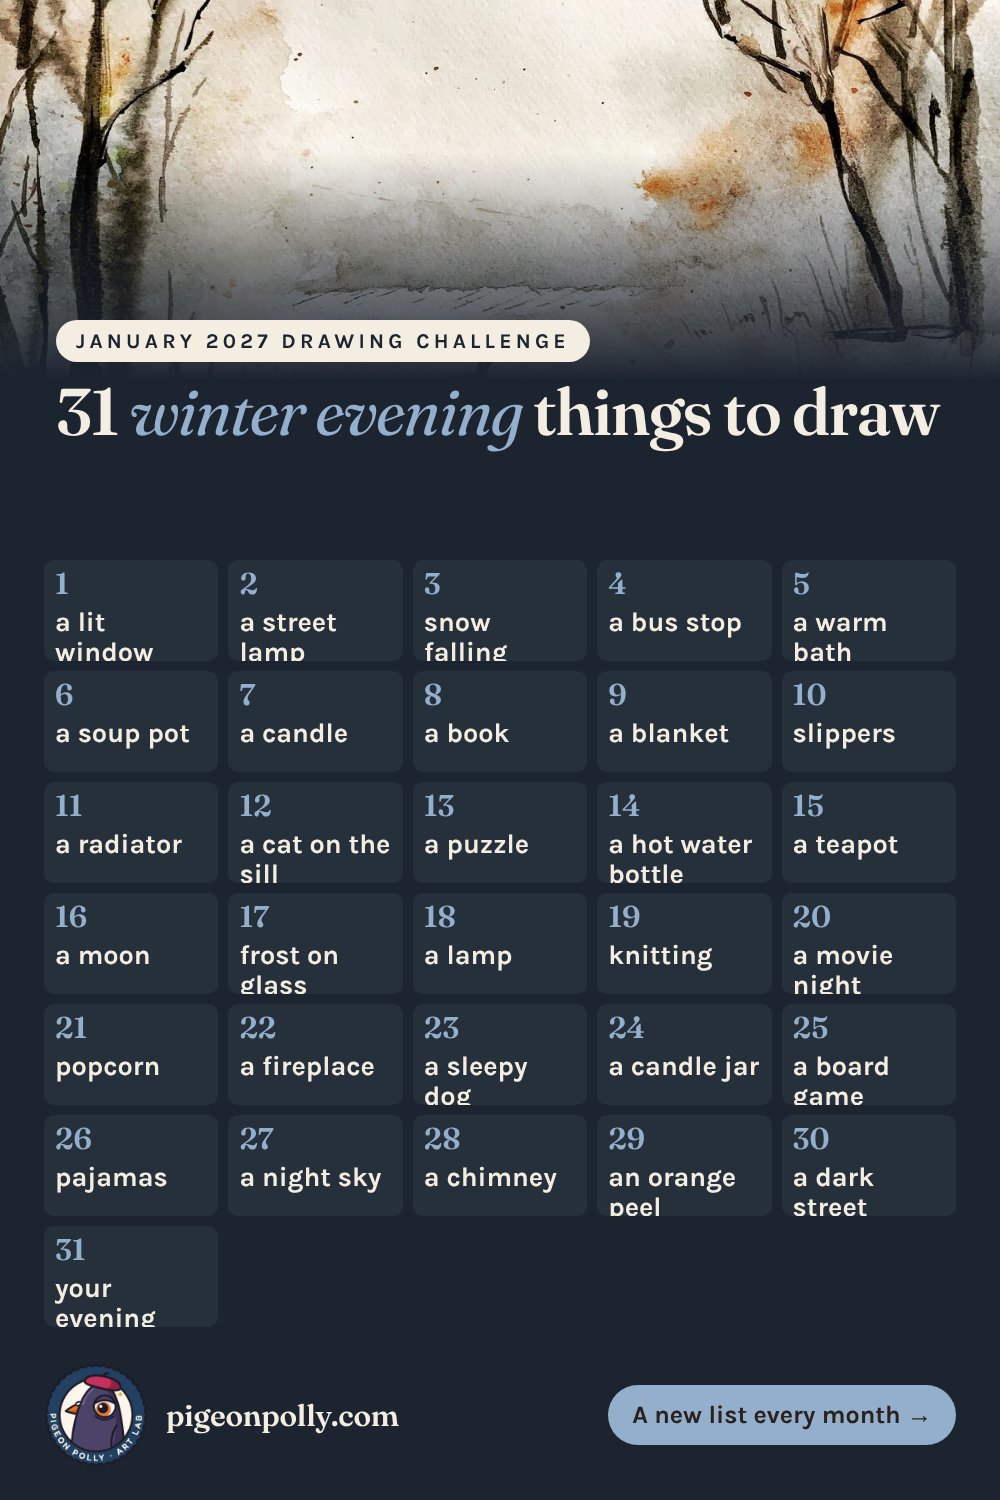 JANUARY 2027 DRAWING CHALLENGE
31 winter evening things to draw
1
a lit
window
2
a street
lamp
3
snow
falling
4
a bus stop
5
a warm
bath
6
a soup pot
7
a candle
8
a book
9
a blanket
10
slippers
11
a radiator
12
a cat on the
sill
13
a puzzle
14
a hot water
bottle
15
a teapot
16
a moon
17
frost on
glass
18
a lamp
19
knitting
20
a movie
night
21
popcorn
22
a fireplace
23
a sleepy
dog
24
a candle jar
25
a board
game
26
pajamas
27
a night sky
28
a chimney
29
an orange
peel
30
a dark
street
31
your
evening
PIGEON POLLY · ART LAB
pigeonpolly.com
A new list every month →